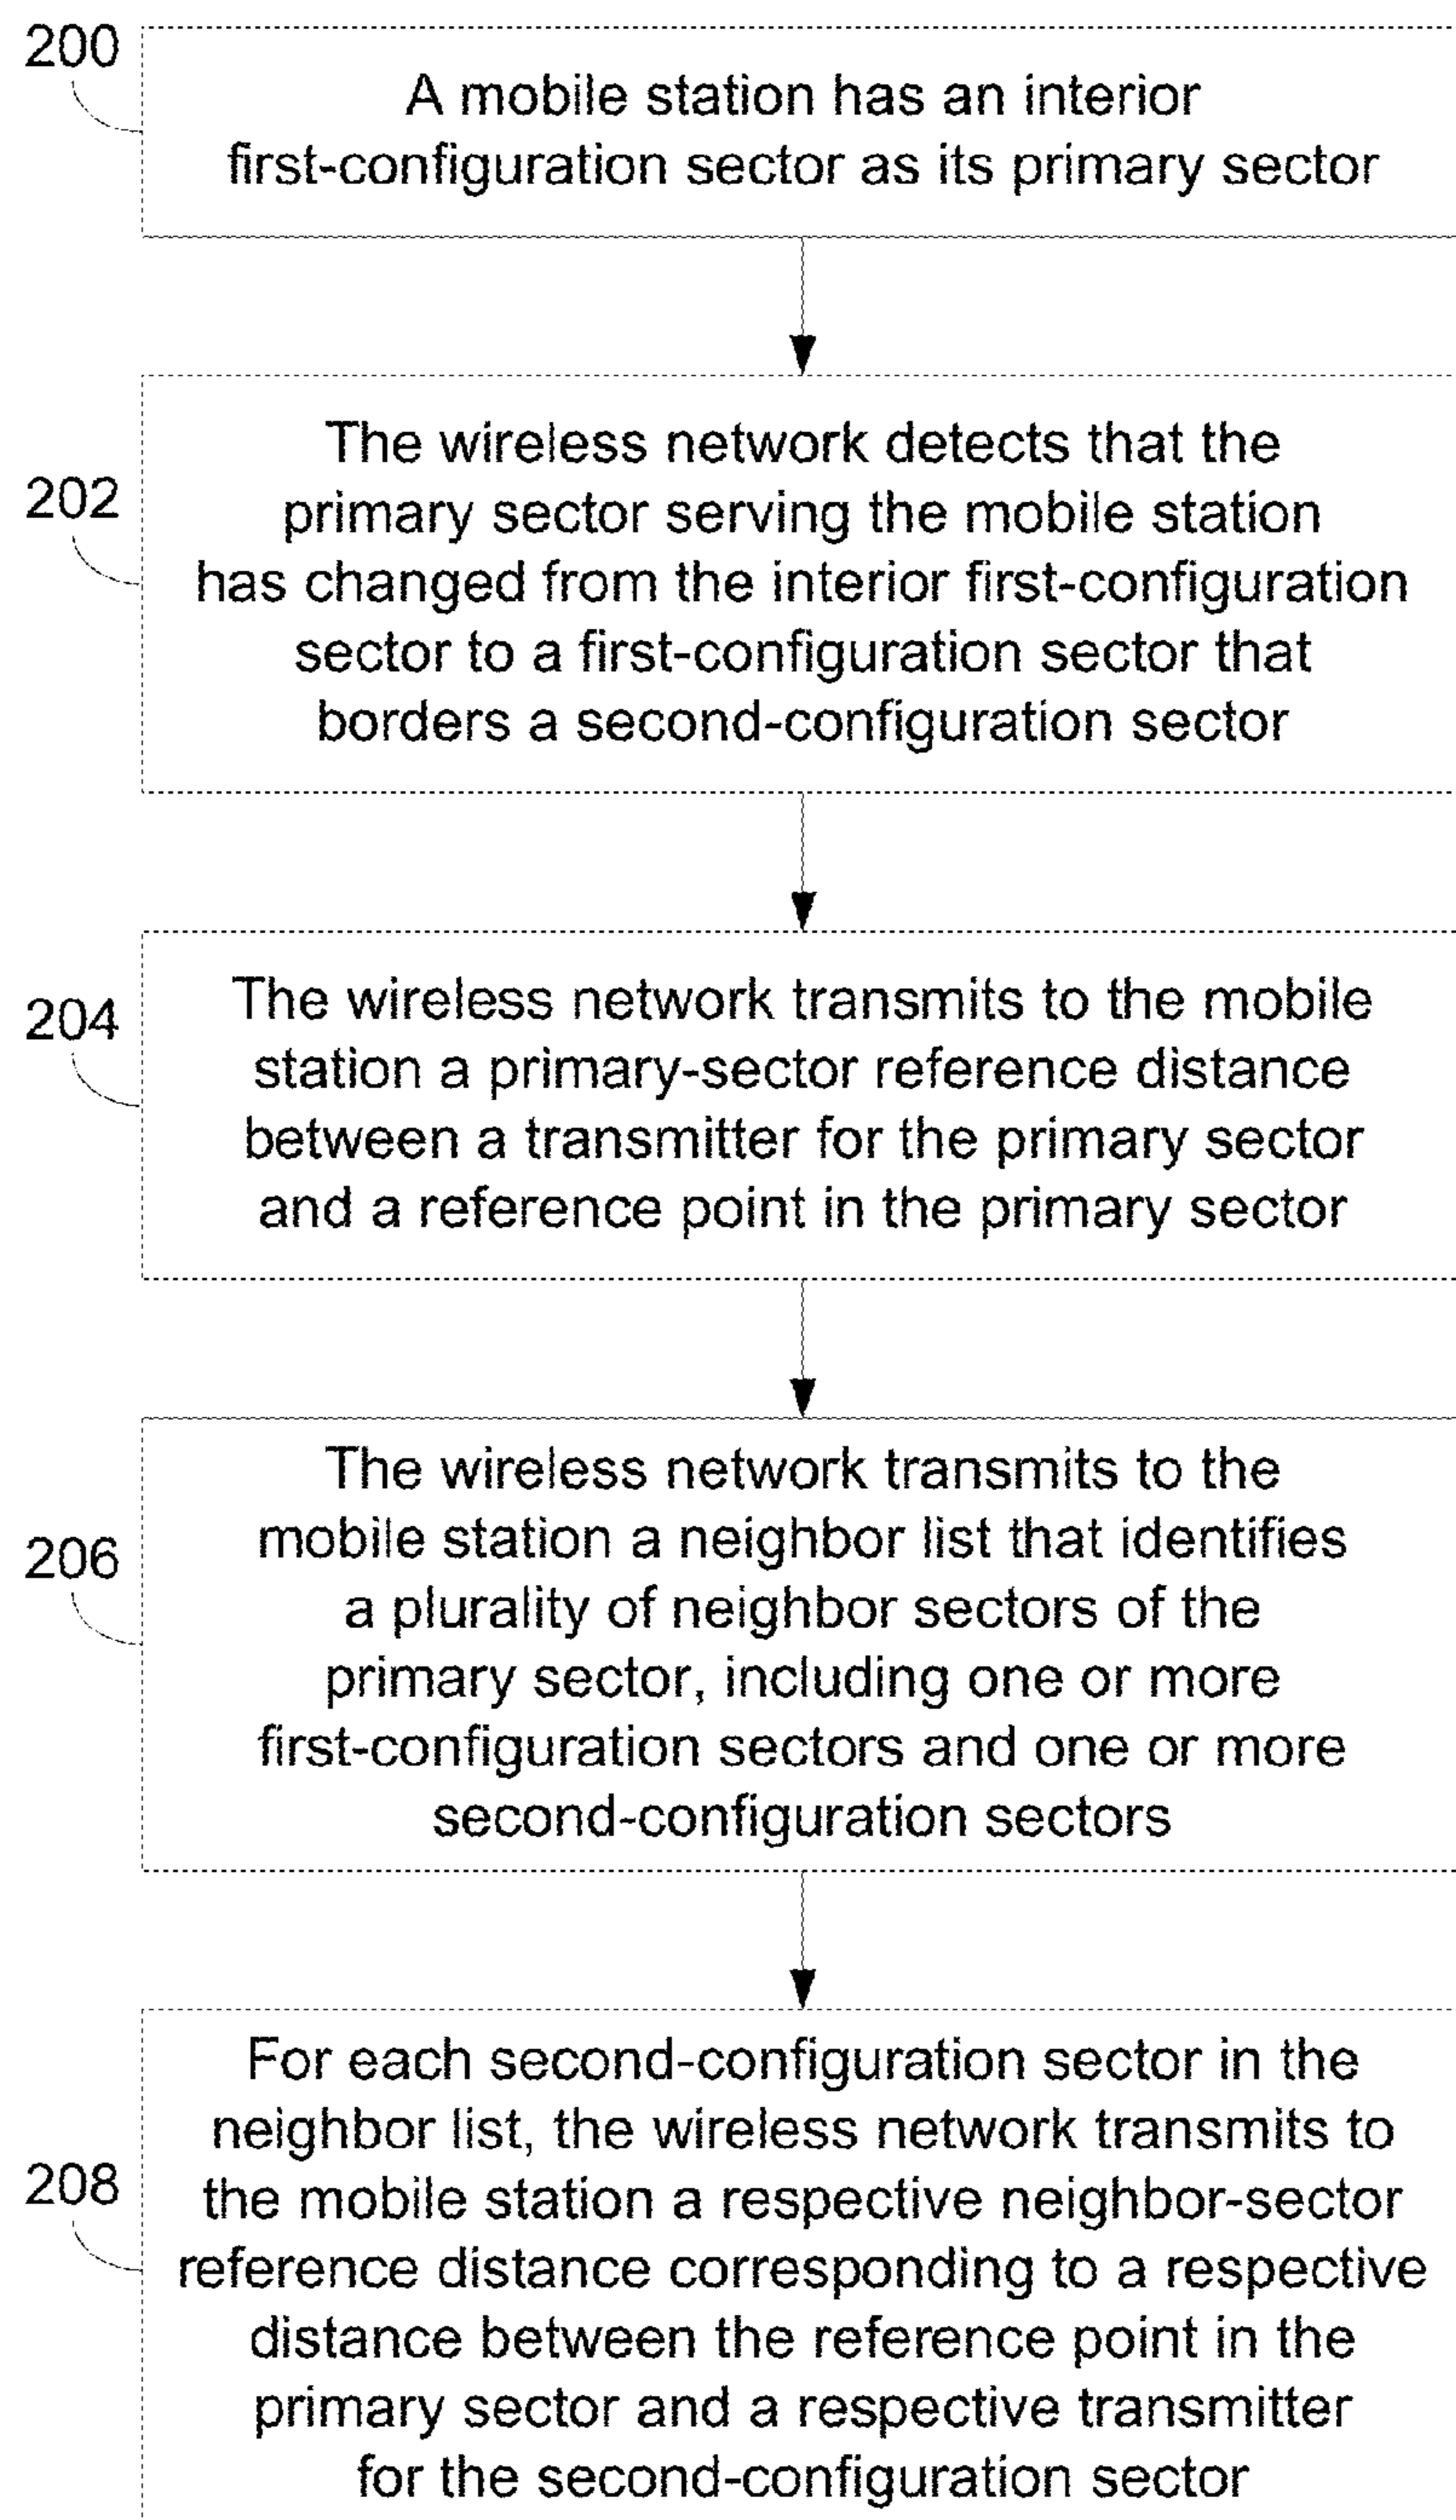 200
A mobile station has an interior
first-configuration sector as its primary sector
202
The wireless network detects that the
primary sector serving the mobile station
has changed from the interior first-configuration
sector to a first-configuration sector that
borders a second-configuration sector
204
The wireless network transmits to the mobile
station a primary-sector reference distance
between a transmitter for the primary sector
and a reference point in the primary sector
206
The wireless network transmits to the
mobile station a neighbor list that identifies
a plurality of neighbor sectors of the
primary sector, including one or more
first-configuration sectors and one or more
second-configuration sectors
208
For each second-configuration sector in the
neighbor list, the wireless network transmits to
the mobile station a respective neighbor-sector
reference distance corresponding to a respective
distance between the reference point in the
primary sector and a respective transmitter
for the second-configuration sector